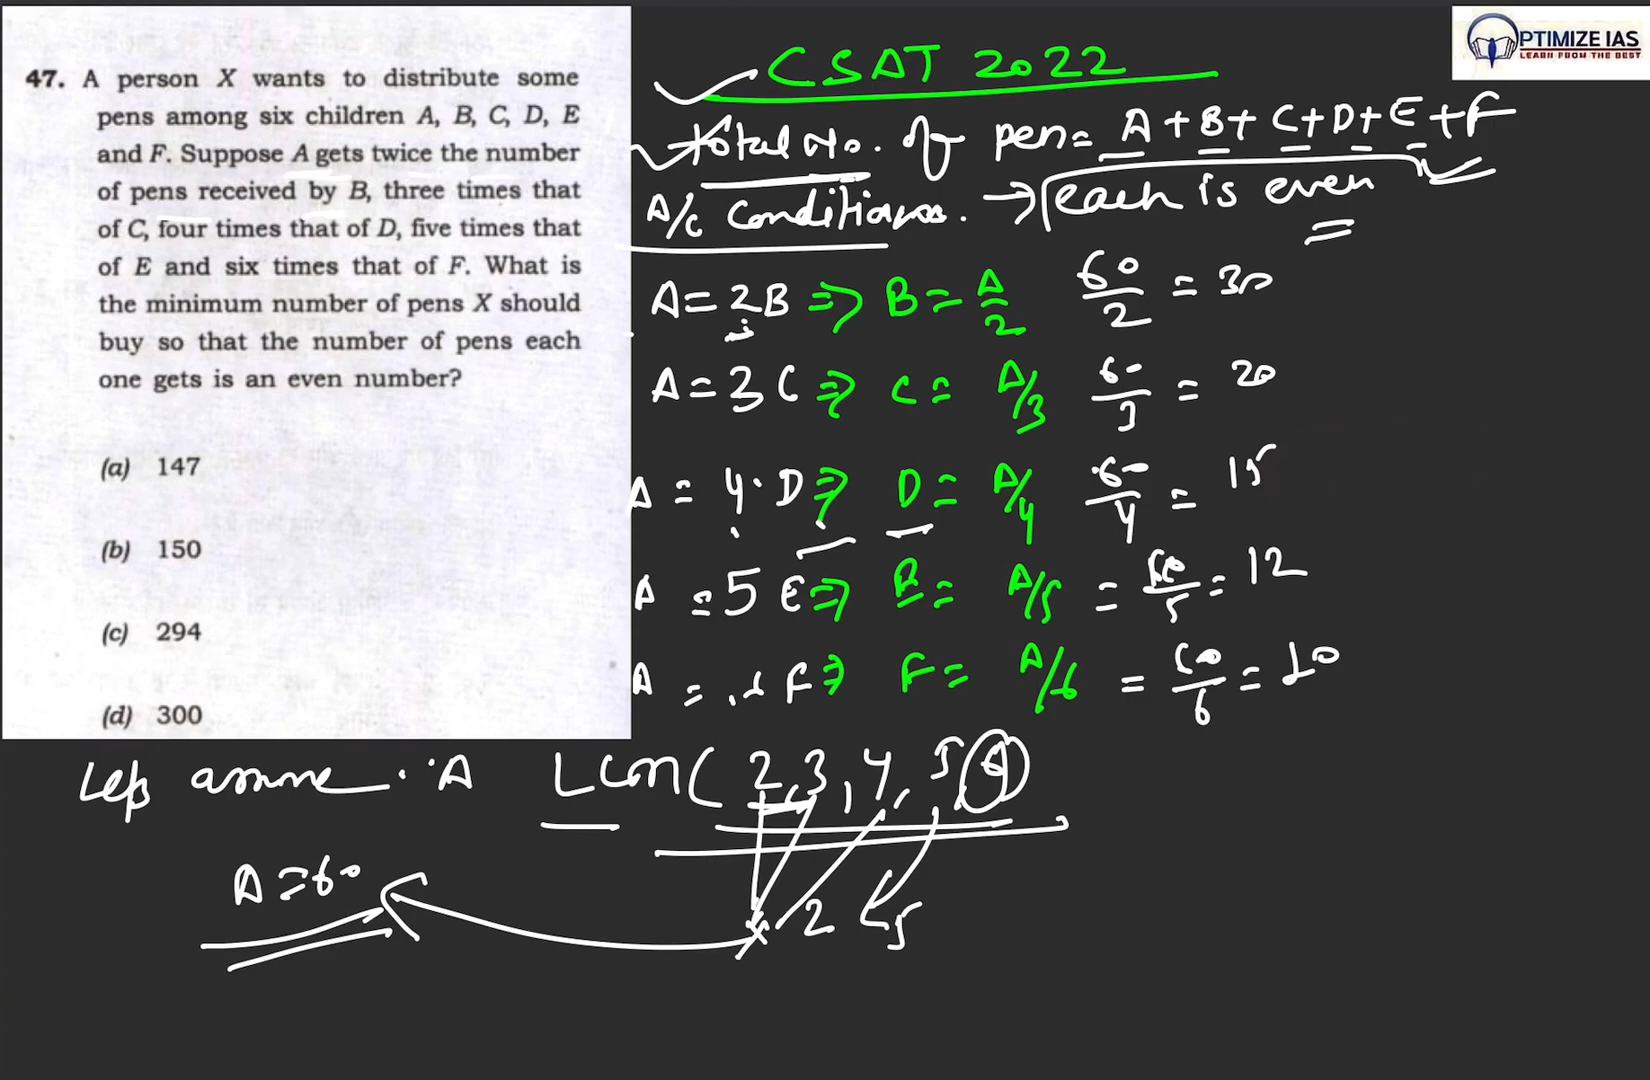 47. A person X wants to distribute some
pens among six children A, B, C, D, E
and F. Suppose A gets twice the number
of pens received by B, three times that
of C, four times that of D, five times that
of E and six times that of F. What is
the minimum number of pens X should
buy so that the number of pens each
one gets is an even number?
(a) 147
(b) 150
(c) 294
(d) 300
PTIMIZE IAS
LEARN FROM THE BEST
CSAT 2022
Total No. of pen= A+B+C+D+E+F
A/c Conditions. → each is even
A=2B ⇒ B= A/2 60/2 = 30
A=3C ⇒ C= A/3 60/3 = 20
A = 4·D ⇒ D= A/4 60/4 = 15
A = 5E ⇒ E= A/5 = 60/5 = 12
A = 6F ⇒ F= A/6 = 60/6 = 10
Lets assume A LCM( 2,3,4,5,6)
A=60
2 5